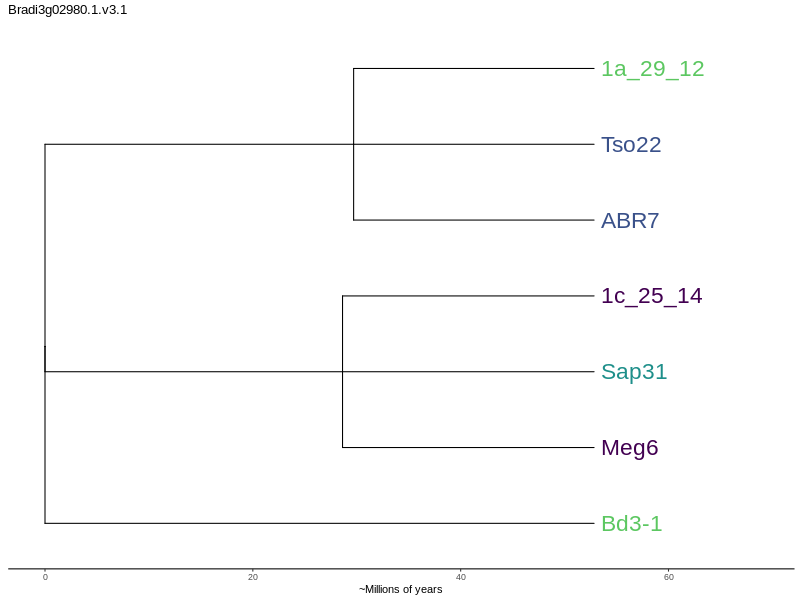 Bradi3g02980.1.v3.1
1a_29_12
Tso22
ABR7
1c_25_14
Sap31
Meg6
Bd3-1
0 20 40 60
~Millions of years